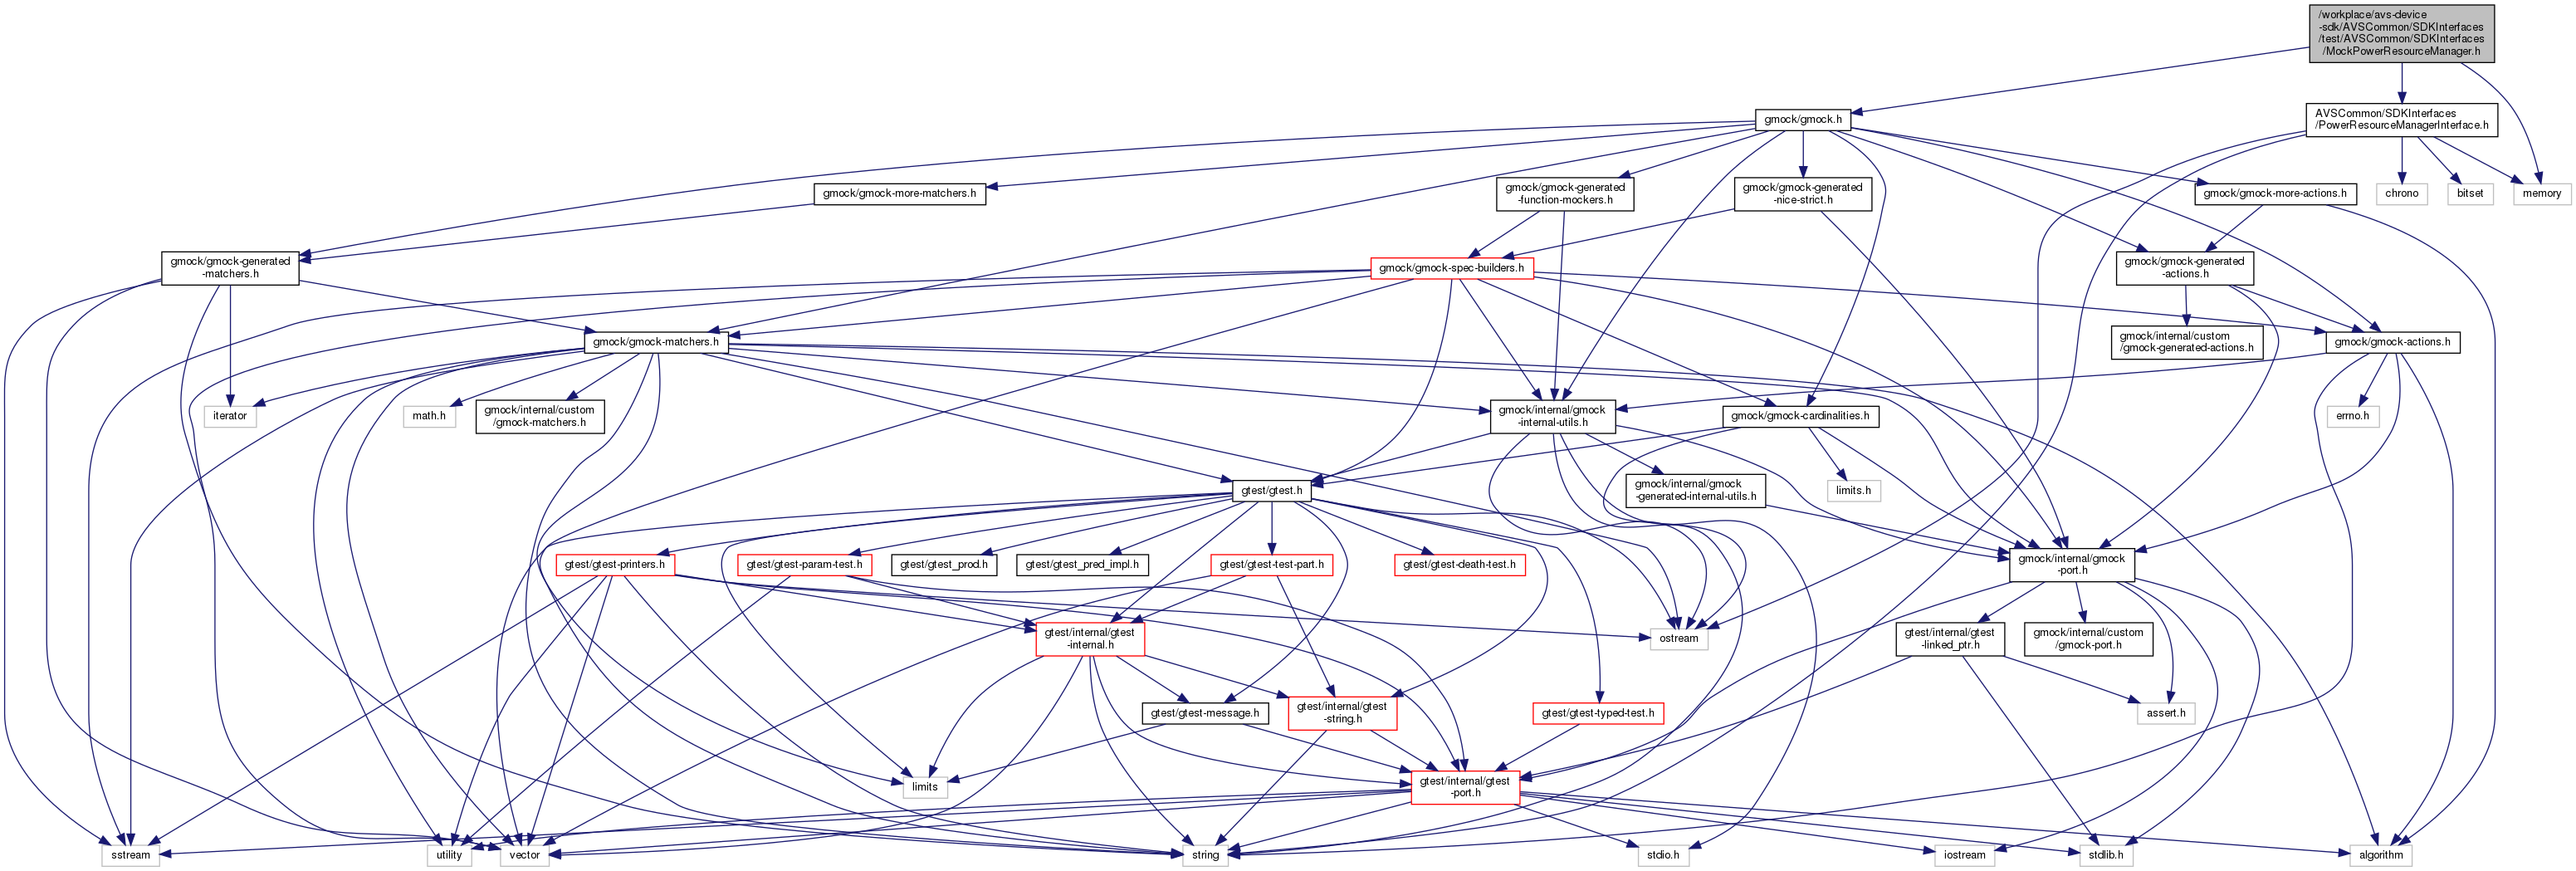 /workplace/avs-device
-sdk/AVSCommon/SDKInterfaces
/test/AVSCommon/SDKInterfaces
/MockPowerResourceManager.h
gmock/gmock.h
AVSCommon/SDKInterfaces
/PowerResourceManagerInterface.h
gmock/gmock-more-matchers.h
gmock/gmock-generated
-function-mockers.h
gmock/gmock-generated
-nice-strict.h
gmock/gmock-more-actions.h
chrono
bitset
memory
gmock/gmock-generated
-matchers.h
gmock/gmock-spec-builders.h
gmock/gmock-generated
-actions.h
gmock/gmock-matchers.h
gmock/internal/custom
/gmock-generated-actions.h
gmock/gmock-actions.h
iterator
math.h
gmock/internal/custom
/gmock-matchers.h
gmock/internal/gmock
-internal-utils.h
gmock/gmock-cardinalities.h
errno.h
gtest/gtest.h
gmock/internal/gmock
-generated-internal-utils.h
limits.h
gtest/gtest-printers.h
gtest/gtest-param-test.h
gtest/gtest_prod.h
gtest/gtest_pred_impl.h
gtest/gtest-test-part.h
gtest/gtest-death-test.h
gmock/internal/gmock
-port.h
gtest/internal/gtest
-internal.h
ostream
gtest/internal/gtest
-linked_ptr.h
gmock/internal/custom
/gmock-port.h
gtest/gtest-message.h
gtest/internal/gtest
-string.h
gtest/gtest-typed-test.h
assert.h
limits
gtest/internal/gtest
-port.h
sstream
utility
vector
string
stdio.h
iostream
stdlib.h
algorithm